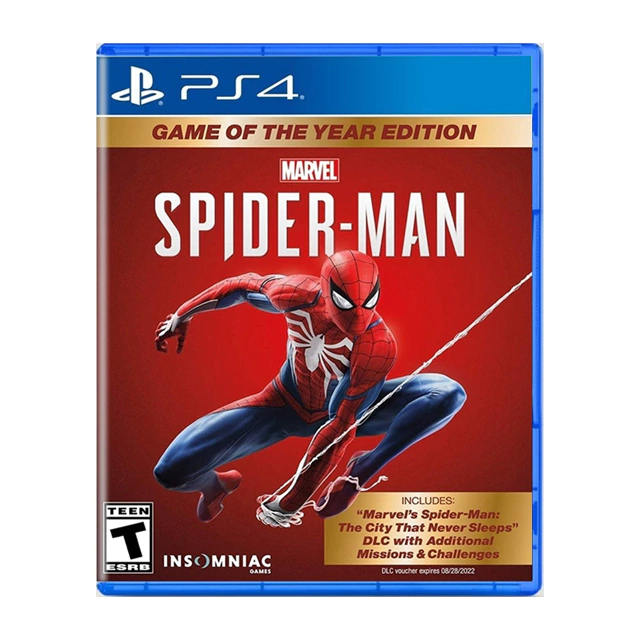 PS4
GAME OF THE YEAR EDITION
MARVEL
SPIDER-MAN
INCLUDES:
"Marvel's Spider-Man:
The City That Never Sleeps"
DLC with Additional
Missions & Challenges
DLC voucher expires 08/28/2022
TEEN
T
ESRB
INSOMNIAC
GAMES